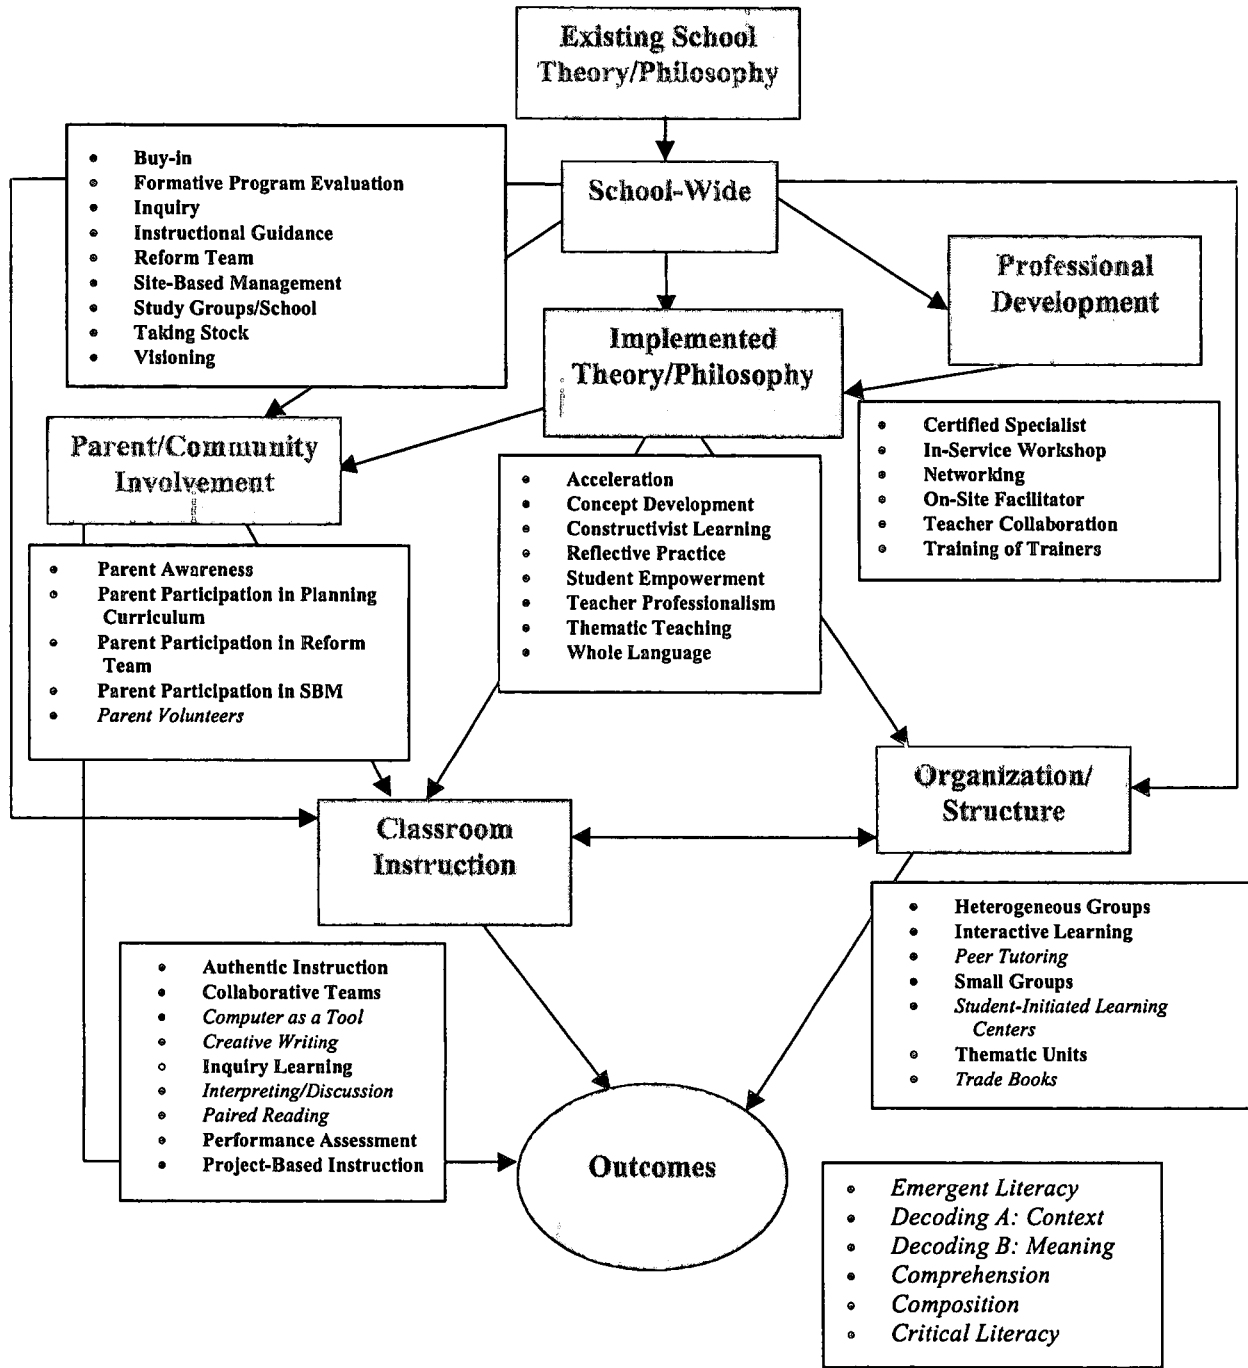 Existing School
Theory/Philosophy
• Buy-in
• Formative Program Evaluation
• Inquiry
• Instructional Guidance
• Reform Team
• Site-Based Management
• Study Groups/School
• Taking Stock
• Visioning
School-Wide
Professional
Development
Implemented
Theory/Philosophy
Parent/Community
Involvement
• Certified Specialist
• In-Service Workshop
• Networking
• On-Site Facilitator
• Teacher Collaboration
• Training of Trainers
• Acceleration
• Concept Development
• Constructivist Learning
• Reflective Practice
• Student Empowerment
• Teacher Professionalism
• Thematic Teaching
• Whole Language
• Parent Awareness
• Parent Participation in Planning
Curriculum
• Parent Participation in Reform
Team
• Parent Participation in SBM
• Parent Volunteers
Organization/
Structure
Classroom
Instruction
• Heterogeneous Groups
• Interactive Learning
• Peer Tutoring
• Small Groups
• Student-Initiated Learning
Centers
• Thematic Units
• Trade Books
• Authentic Instruction
• Collaborative Teams
• Computer as a Tool
• Creative Writing
• Inquiry Learning
• Interpreting/Discussion
• Paired Reading
• Performance Assessment
• Project-Based Instruction
Outcomes
• Emergent Literacy
• Decoding A: Context
• Decoding B: Meaning
• Comprehension
• Composition
• Critical Literacy